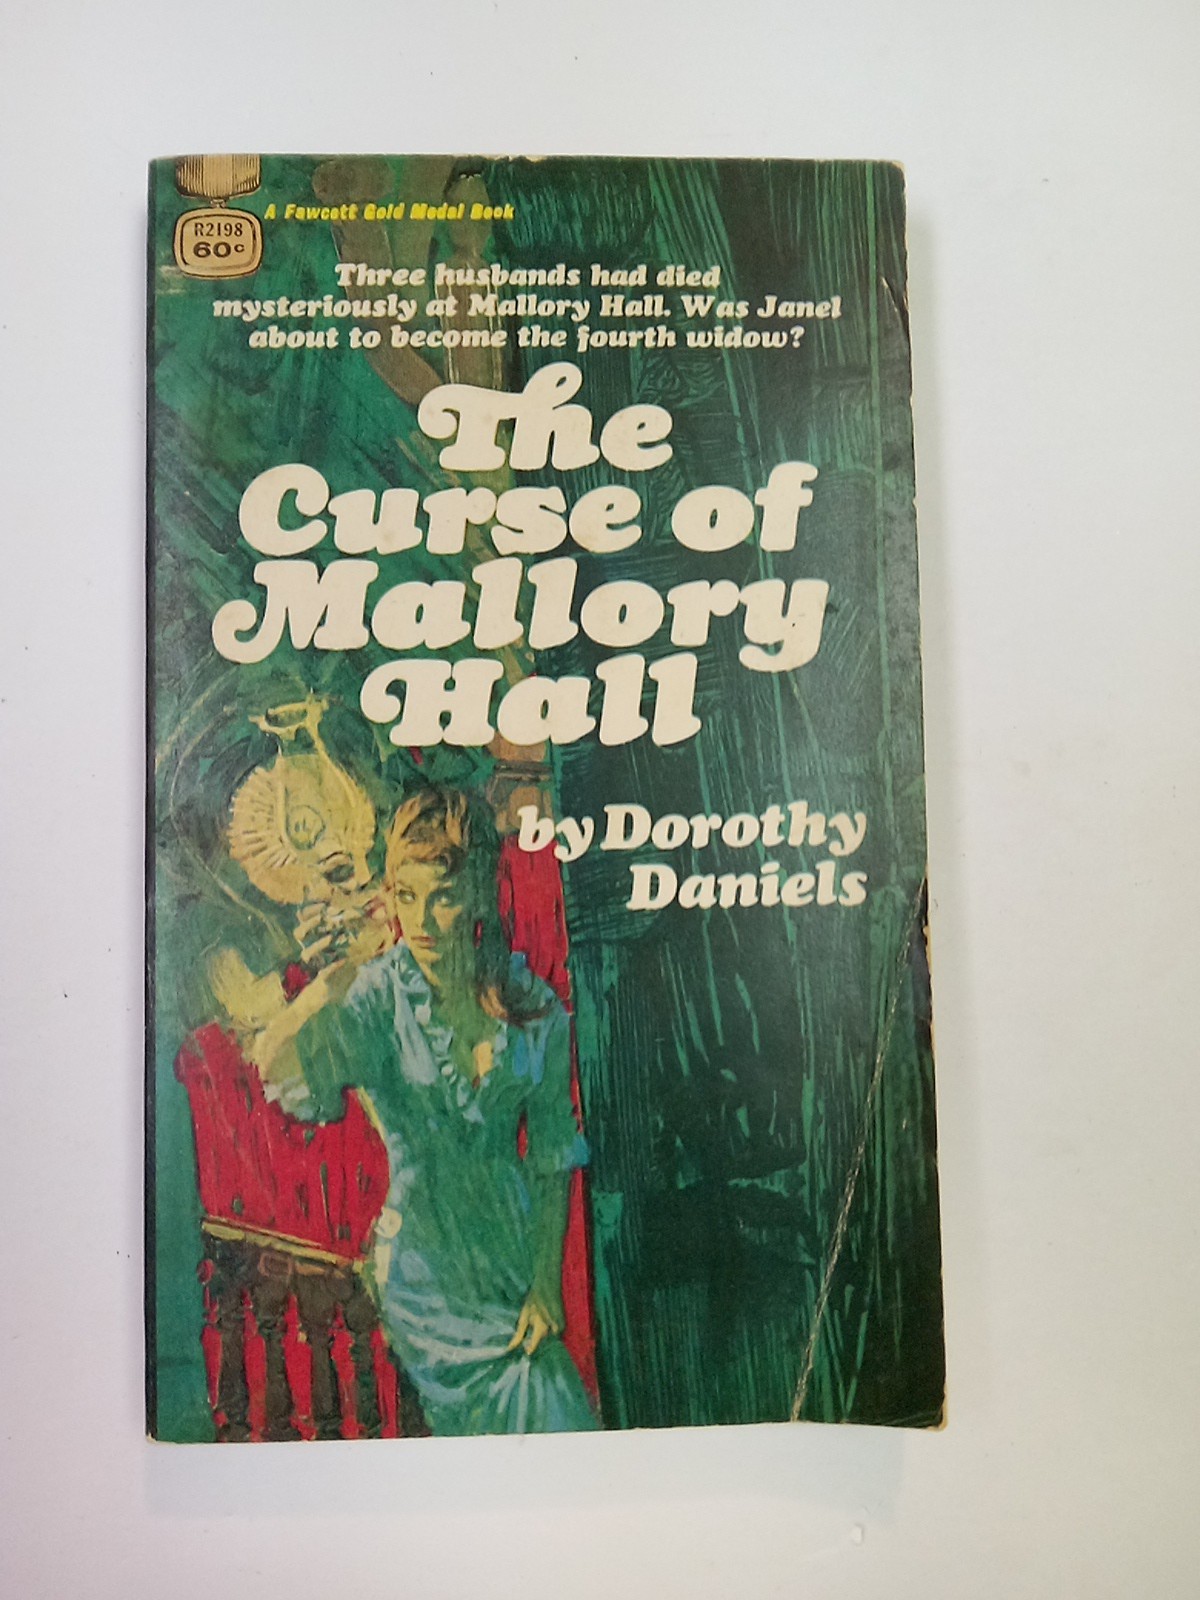 A Fawcett Gold Medal Book
R2198
60c
Three husbands had died
mysteriously at Mallory Hall. Was Janel
about to become the fourth widow?
The
Curse of
Mallory
Hall
by Dorothy
Daniels